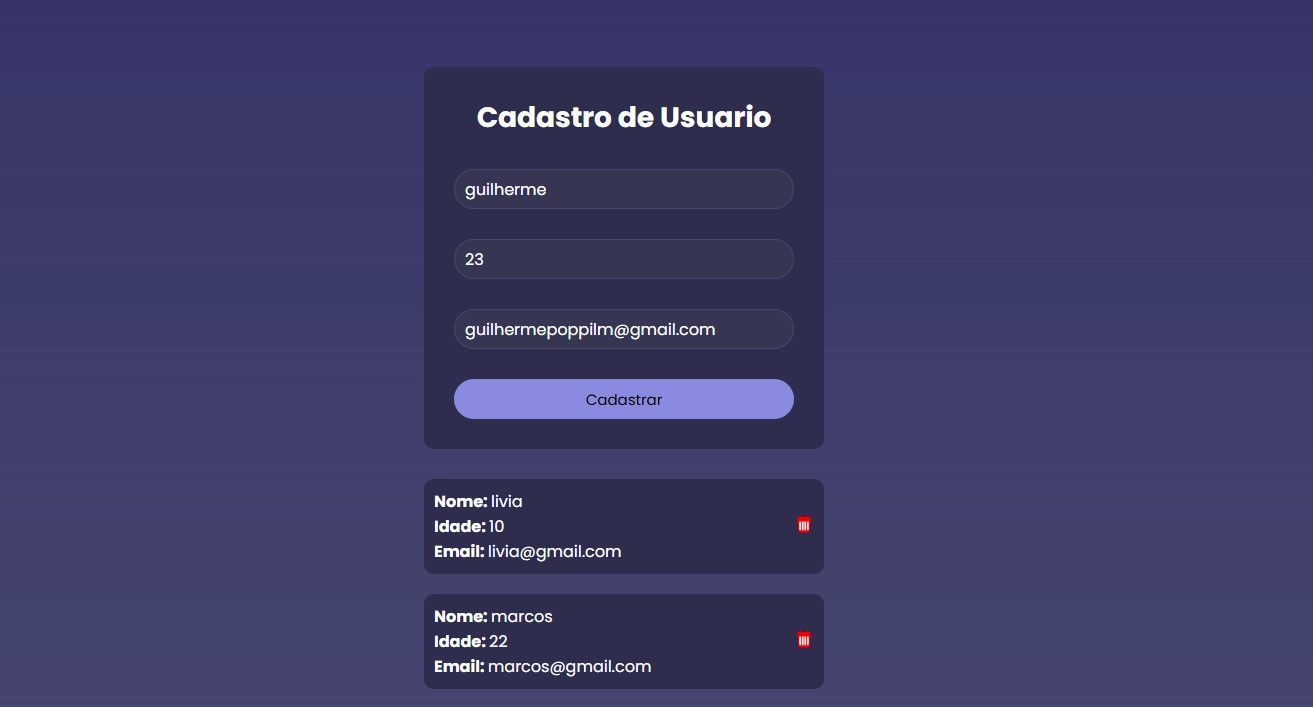 Cadastro de Usuario
guilherme
23
guilhermepoppilm@gmail.com
Cadastrar
Nome: livia
Idade: 10
Email: livia@gmail.com
Nome: marcos
Idade: 22
Email: marcos@gmail.com